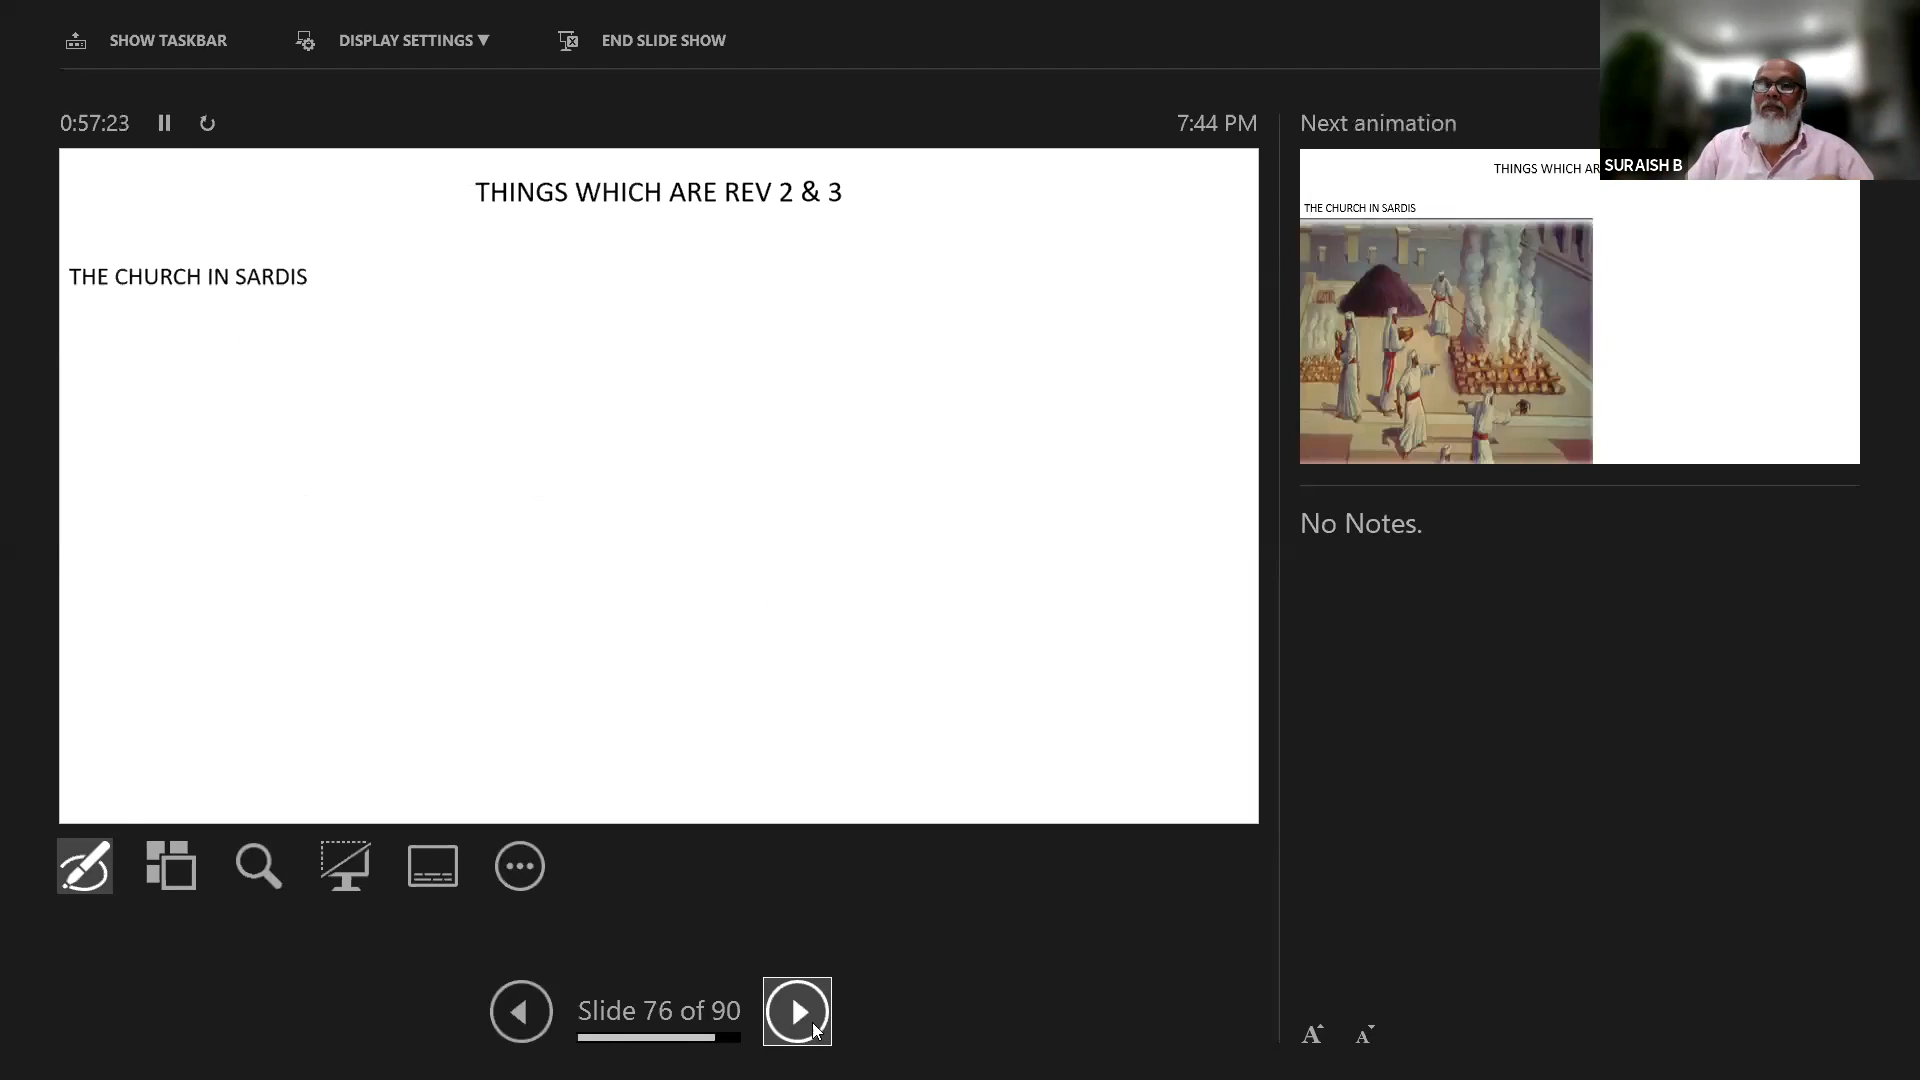 SHOW TASKBAR
DISPLAY SETTINGS ▼
END SLIDE SHOW
0:57:23
7:44 PM
Next animation
SURAISH B
THINGS WHICH ARE REV 2 & 3
THE CHURCH IN SARDIS
THINGS WHICH AR
THE CHURCH IN SARDIS
No Notes.
Slide 76 of 90
A A